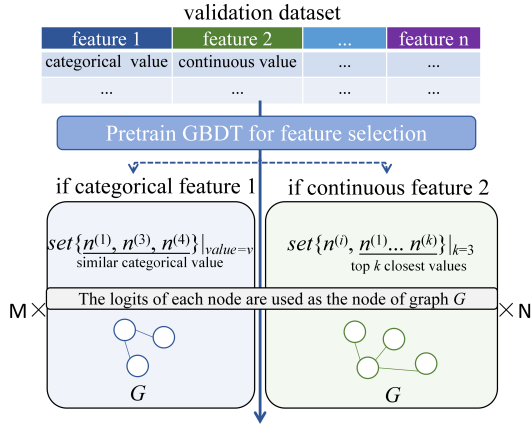 validation dataset
feature 1 feature 2 ... feature n
categorical value continuous value ... ...
... ... ... ...
Pretrain GBDT for feature selection
if categorical feature 1 if continuous feature 2
set{n^(1), n^(3), n^(4)}|_value=v set{n^(i), n^(1)... n^(k)}|_k=3
similar categorical value top k closest values
The logits of each node are used as the node of graph G
M× ×N
G G